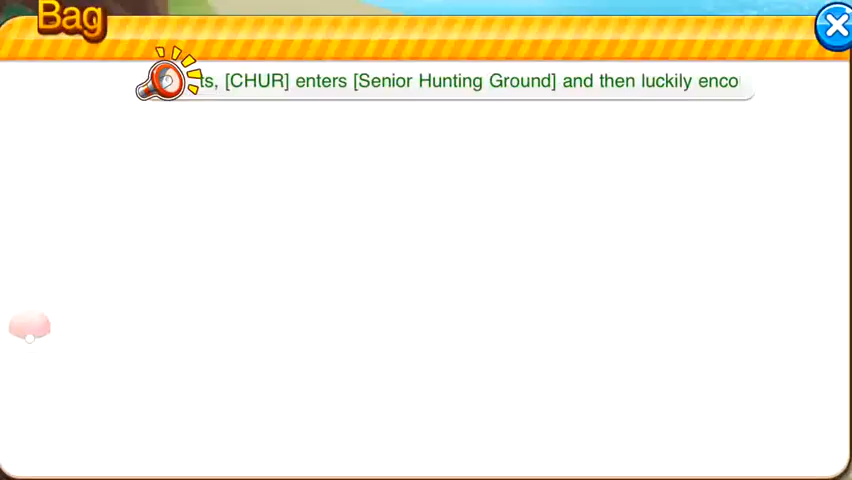 Bag
ts, [CHUR] enters [Senior Hunting Ground] and then luckily enco